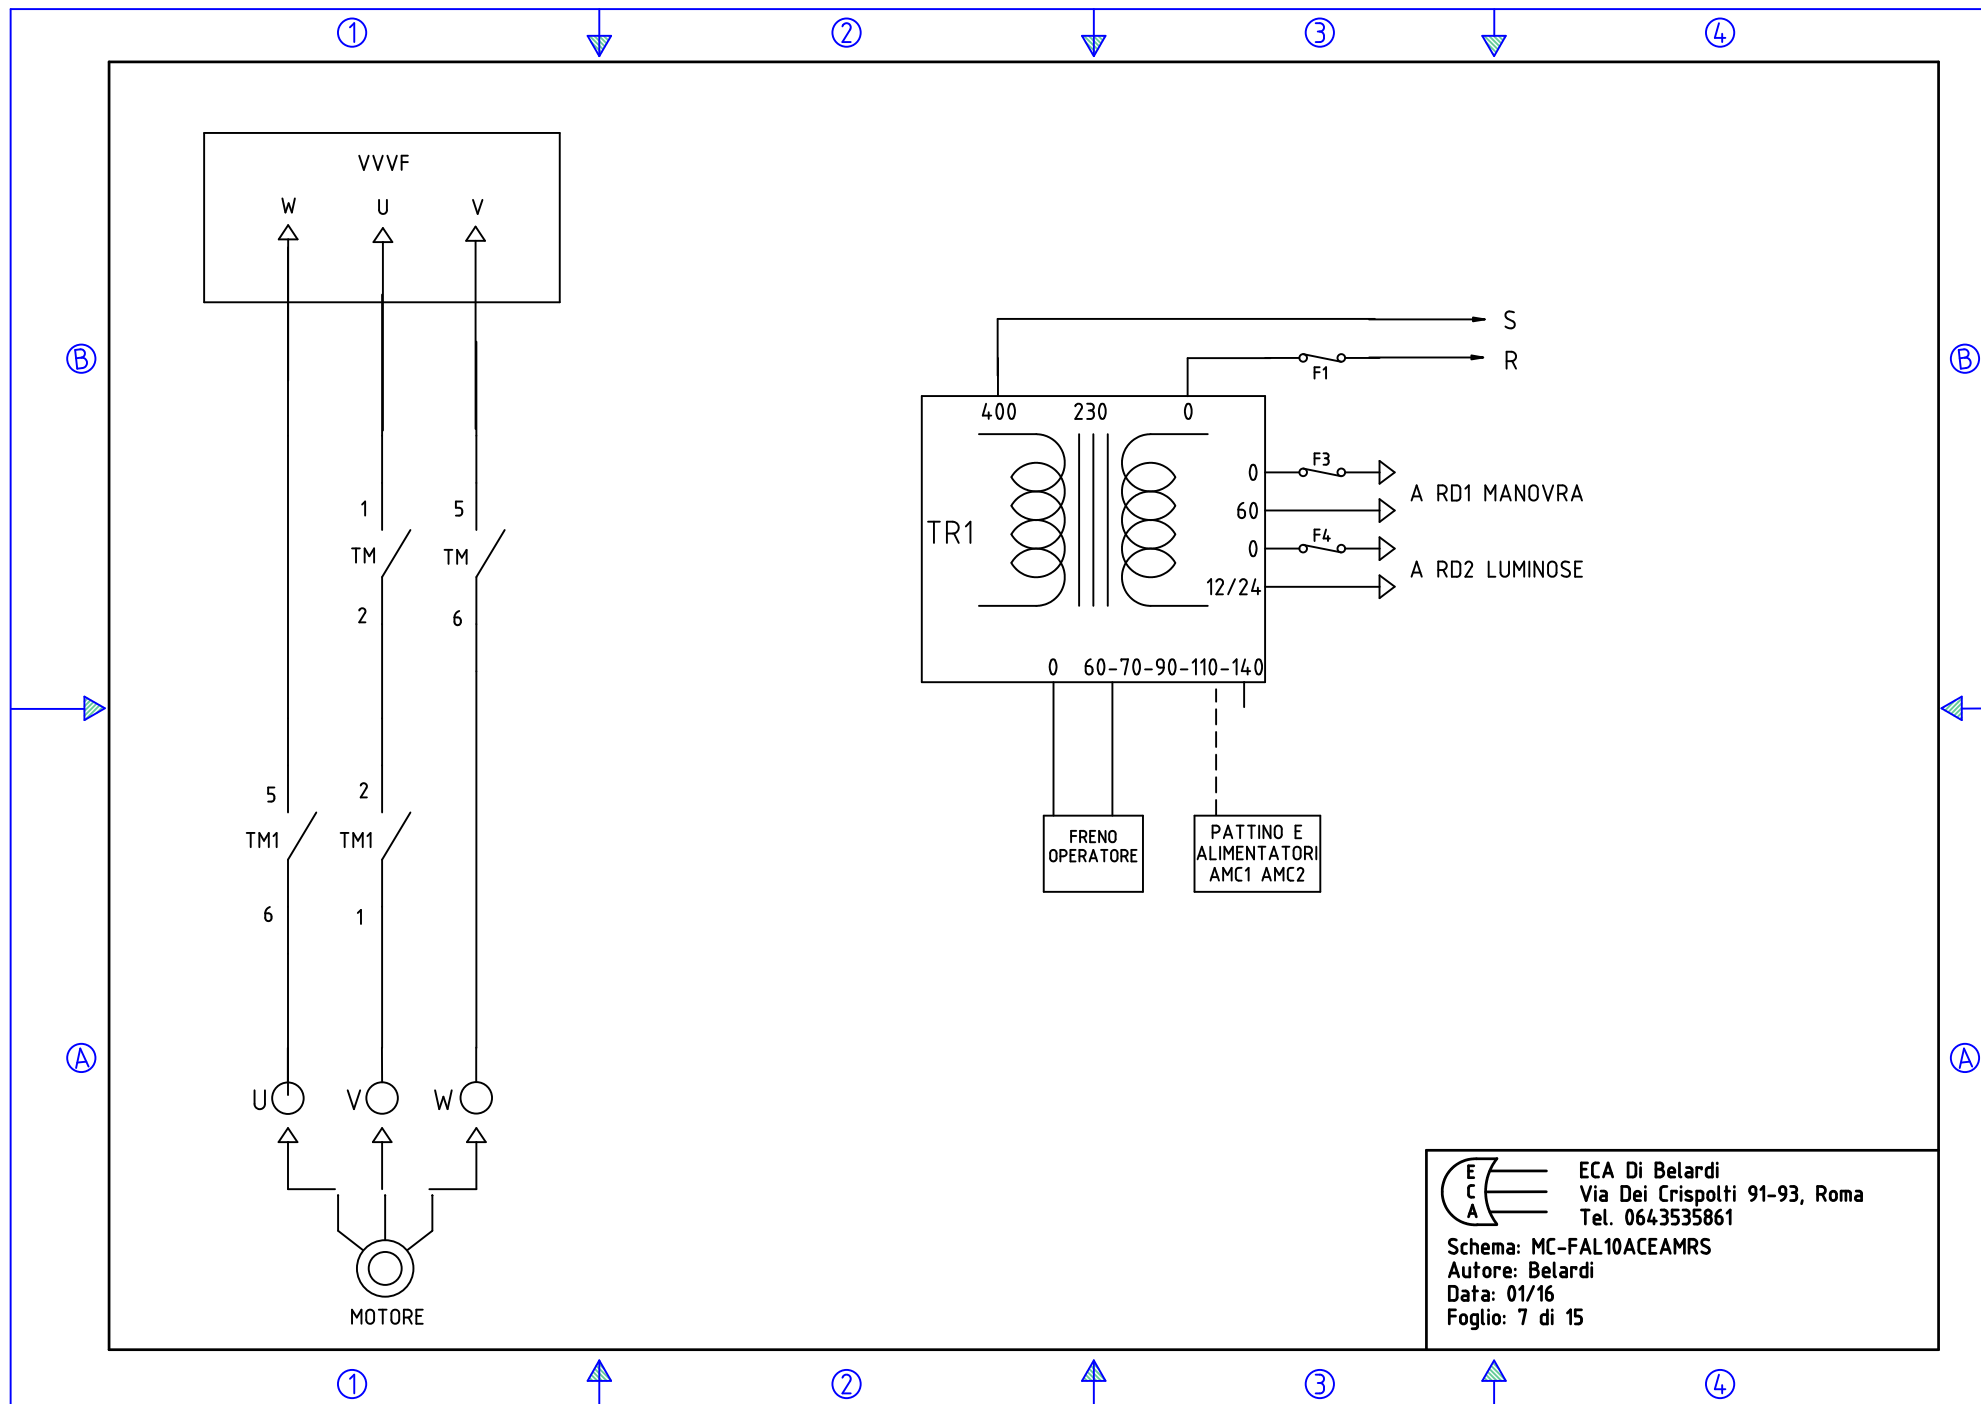 1 2 3 4
VVVF
W U V
S
B R B
F1
400 230 0
F3
0
A RD1 MANOVRA
1 5
60
TR1
F4
TM TM
0
A RD2 LUMINOSE
12/24
2 6
0 60-70-90-110-140
5 2
TM1 TM1
FRENO
OPERATORE
PATTINO E
ALIMENTATORI
AMC1 AMC2
6 1
A A
U V W
MOTORE
E
C
A
ECA Di Belardi
Via Dei Crispolti 91-93, Roma
Tel. 0643535861
Schema: MC-FAL10ACEAMRS
Autore: Belardi
Data: 01/16
Foglio: 7 di 15
1 2 3 4